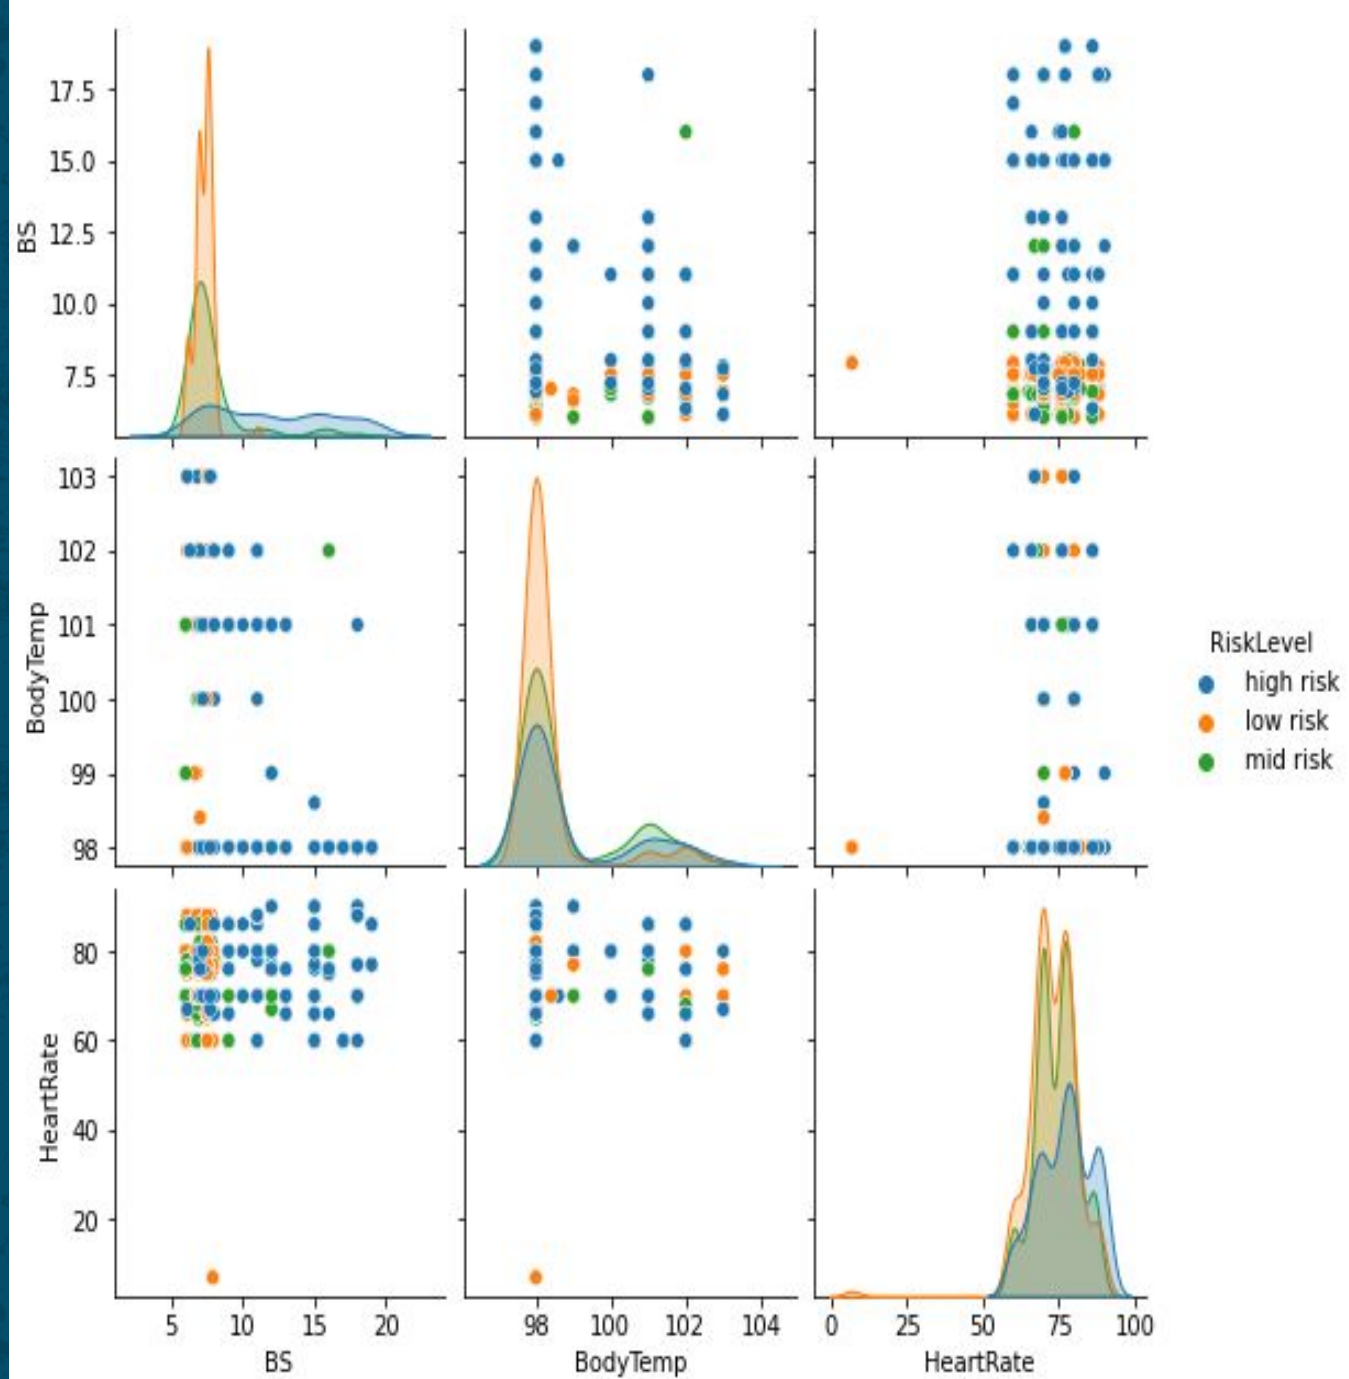 BS
17.5
15.0
12.5
10.0
7.5
BodyTemp
103
102
101
100
99
98
RiskLevel
high risk
low risk
mid risk
HeartRate
80
60
40
20
5 10 15 20 98 100 102 104 0 25 50 75 100
BS BodyTemp HeartRate